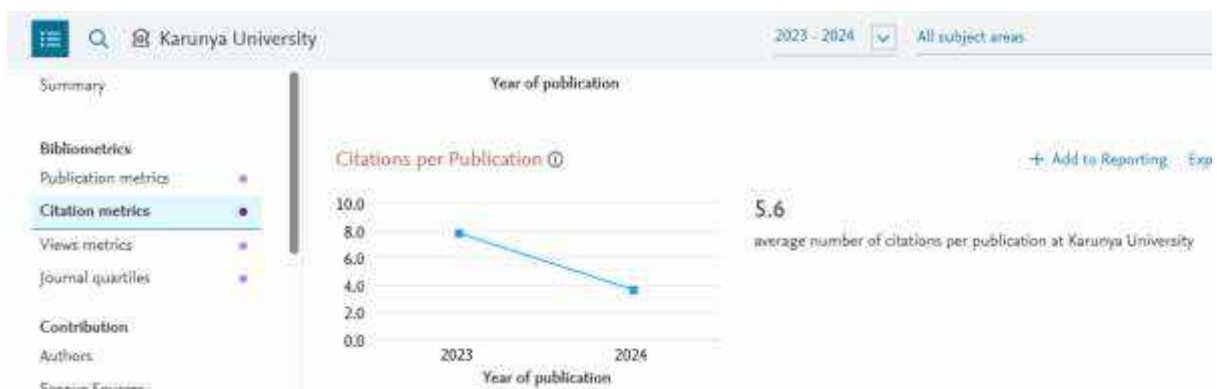 Karunya University
2023 - 2024
All subject areas
Summary
Year of publication
Bibliometrics
Publication metrics
Citation metrics
Views metrics
Journal quartiles
Contribution
Authors
Citations per Publication
+ Add to Reporting Exp
10.0
8.0
6.0
4.0
2.0
0.0
2023 2024
Year of publication
5.6
average number of citations per publication at Karunya University